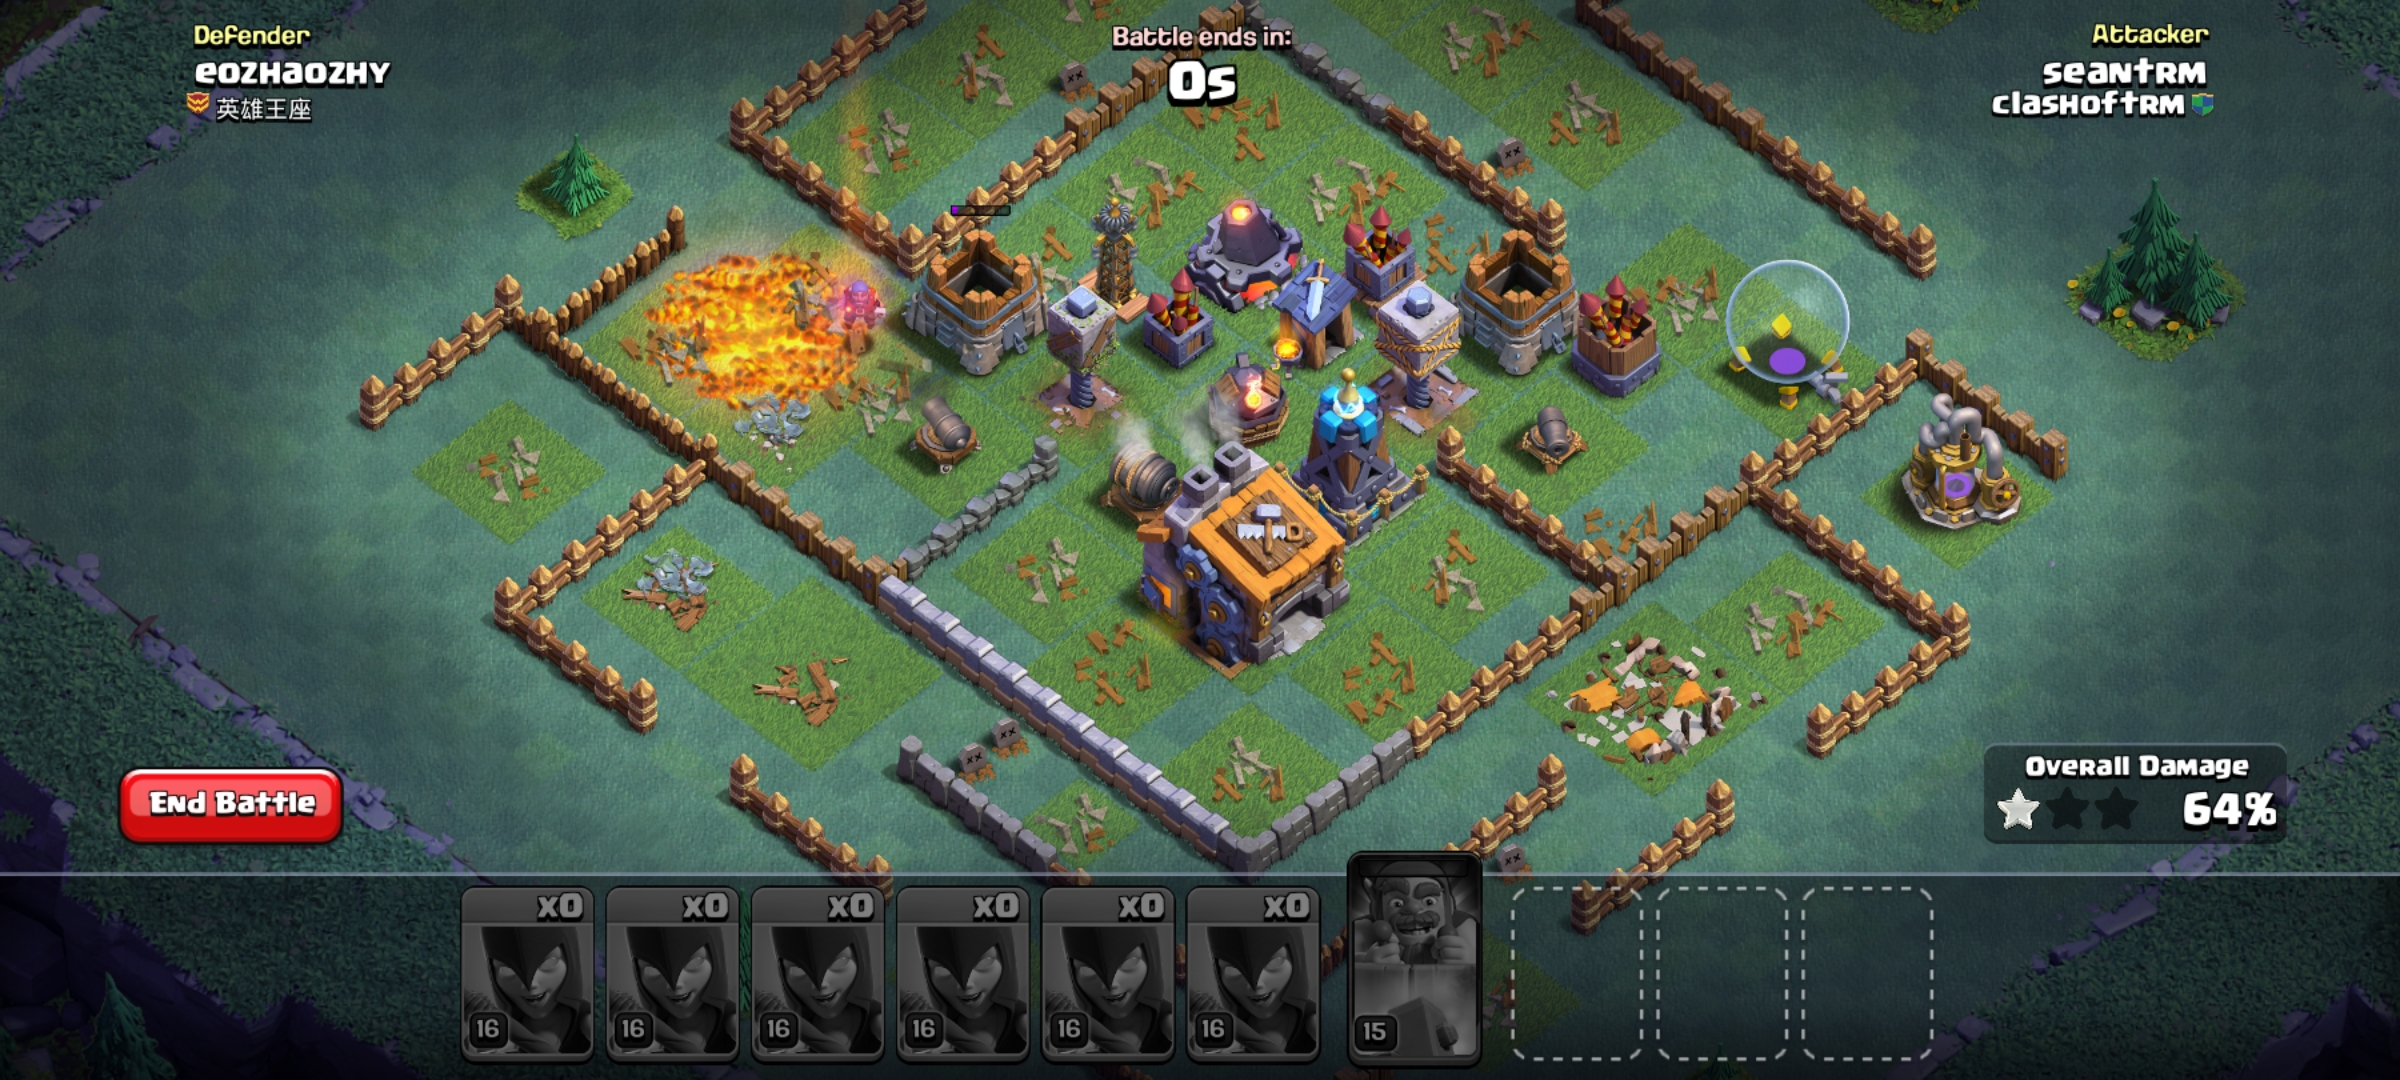 Defender
eozhaozhy
英雄王座
Battle ends in:
0s
Attacker
seantrm
clashoftrm
End Battle
Overall Damage
64%
x0 x0 x0 x0 x0 x0
16 16 16 16 16 16 15